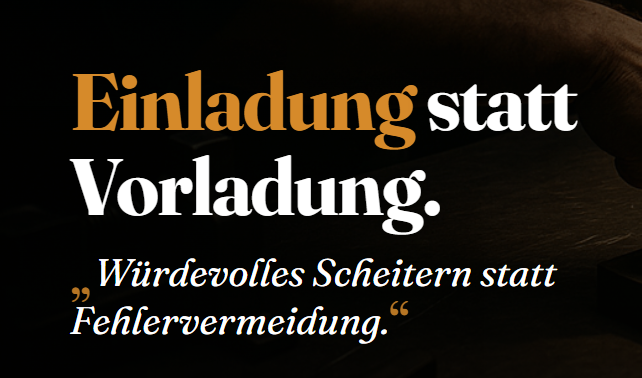 Einladung statt
Vorladung.
„Würdevolles Scheitern statt
Fehlervermeidung.“